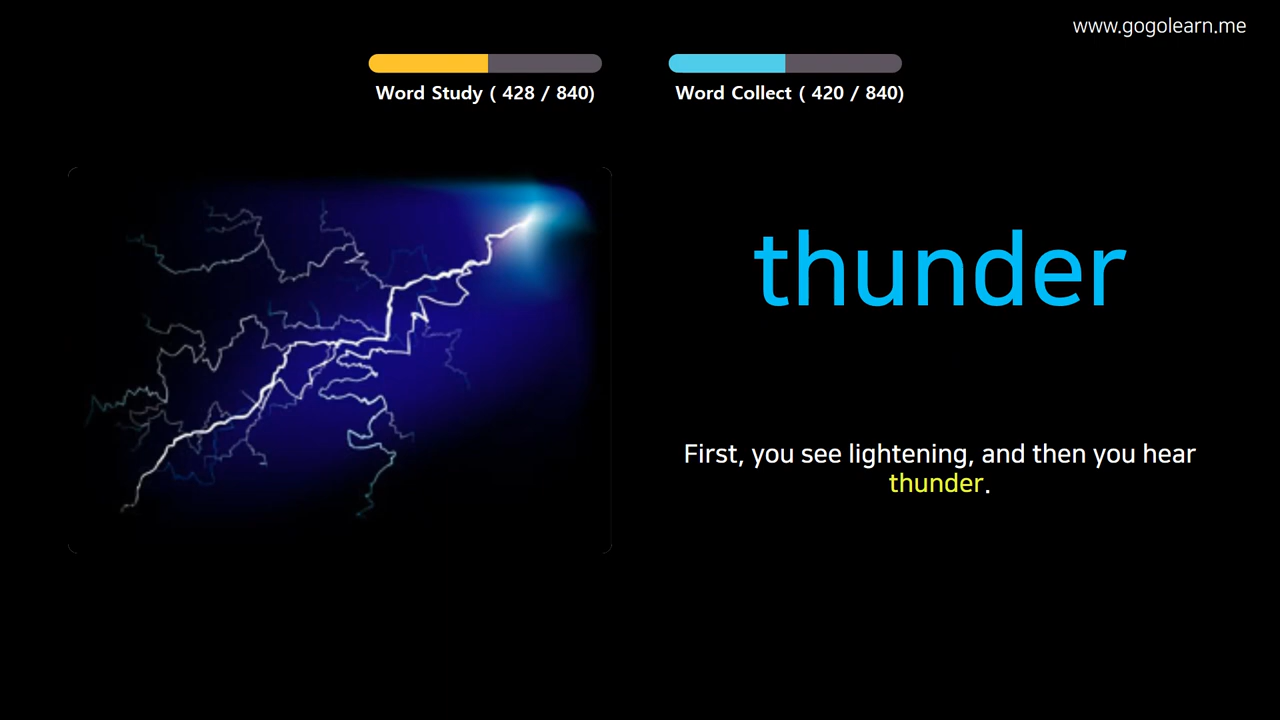 www.gogolearn.me
Word Study ( 428 / 840)
Word Collect ( 420 / 840)
thunder
First, you see lightening, and then you hear
thunder.